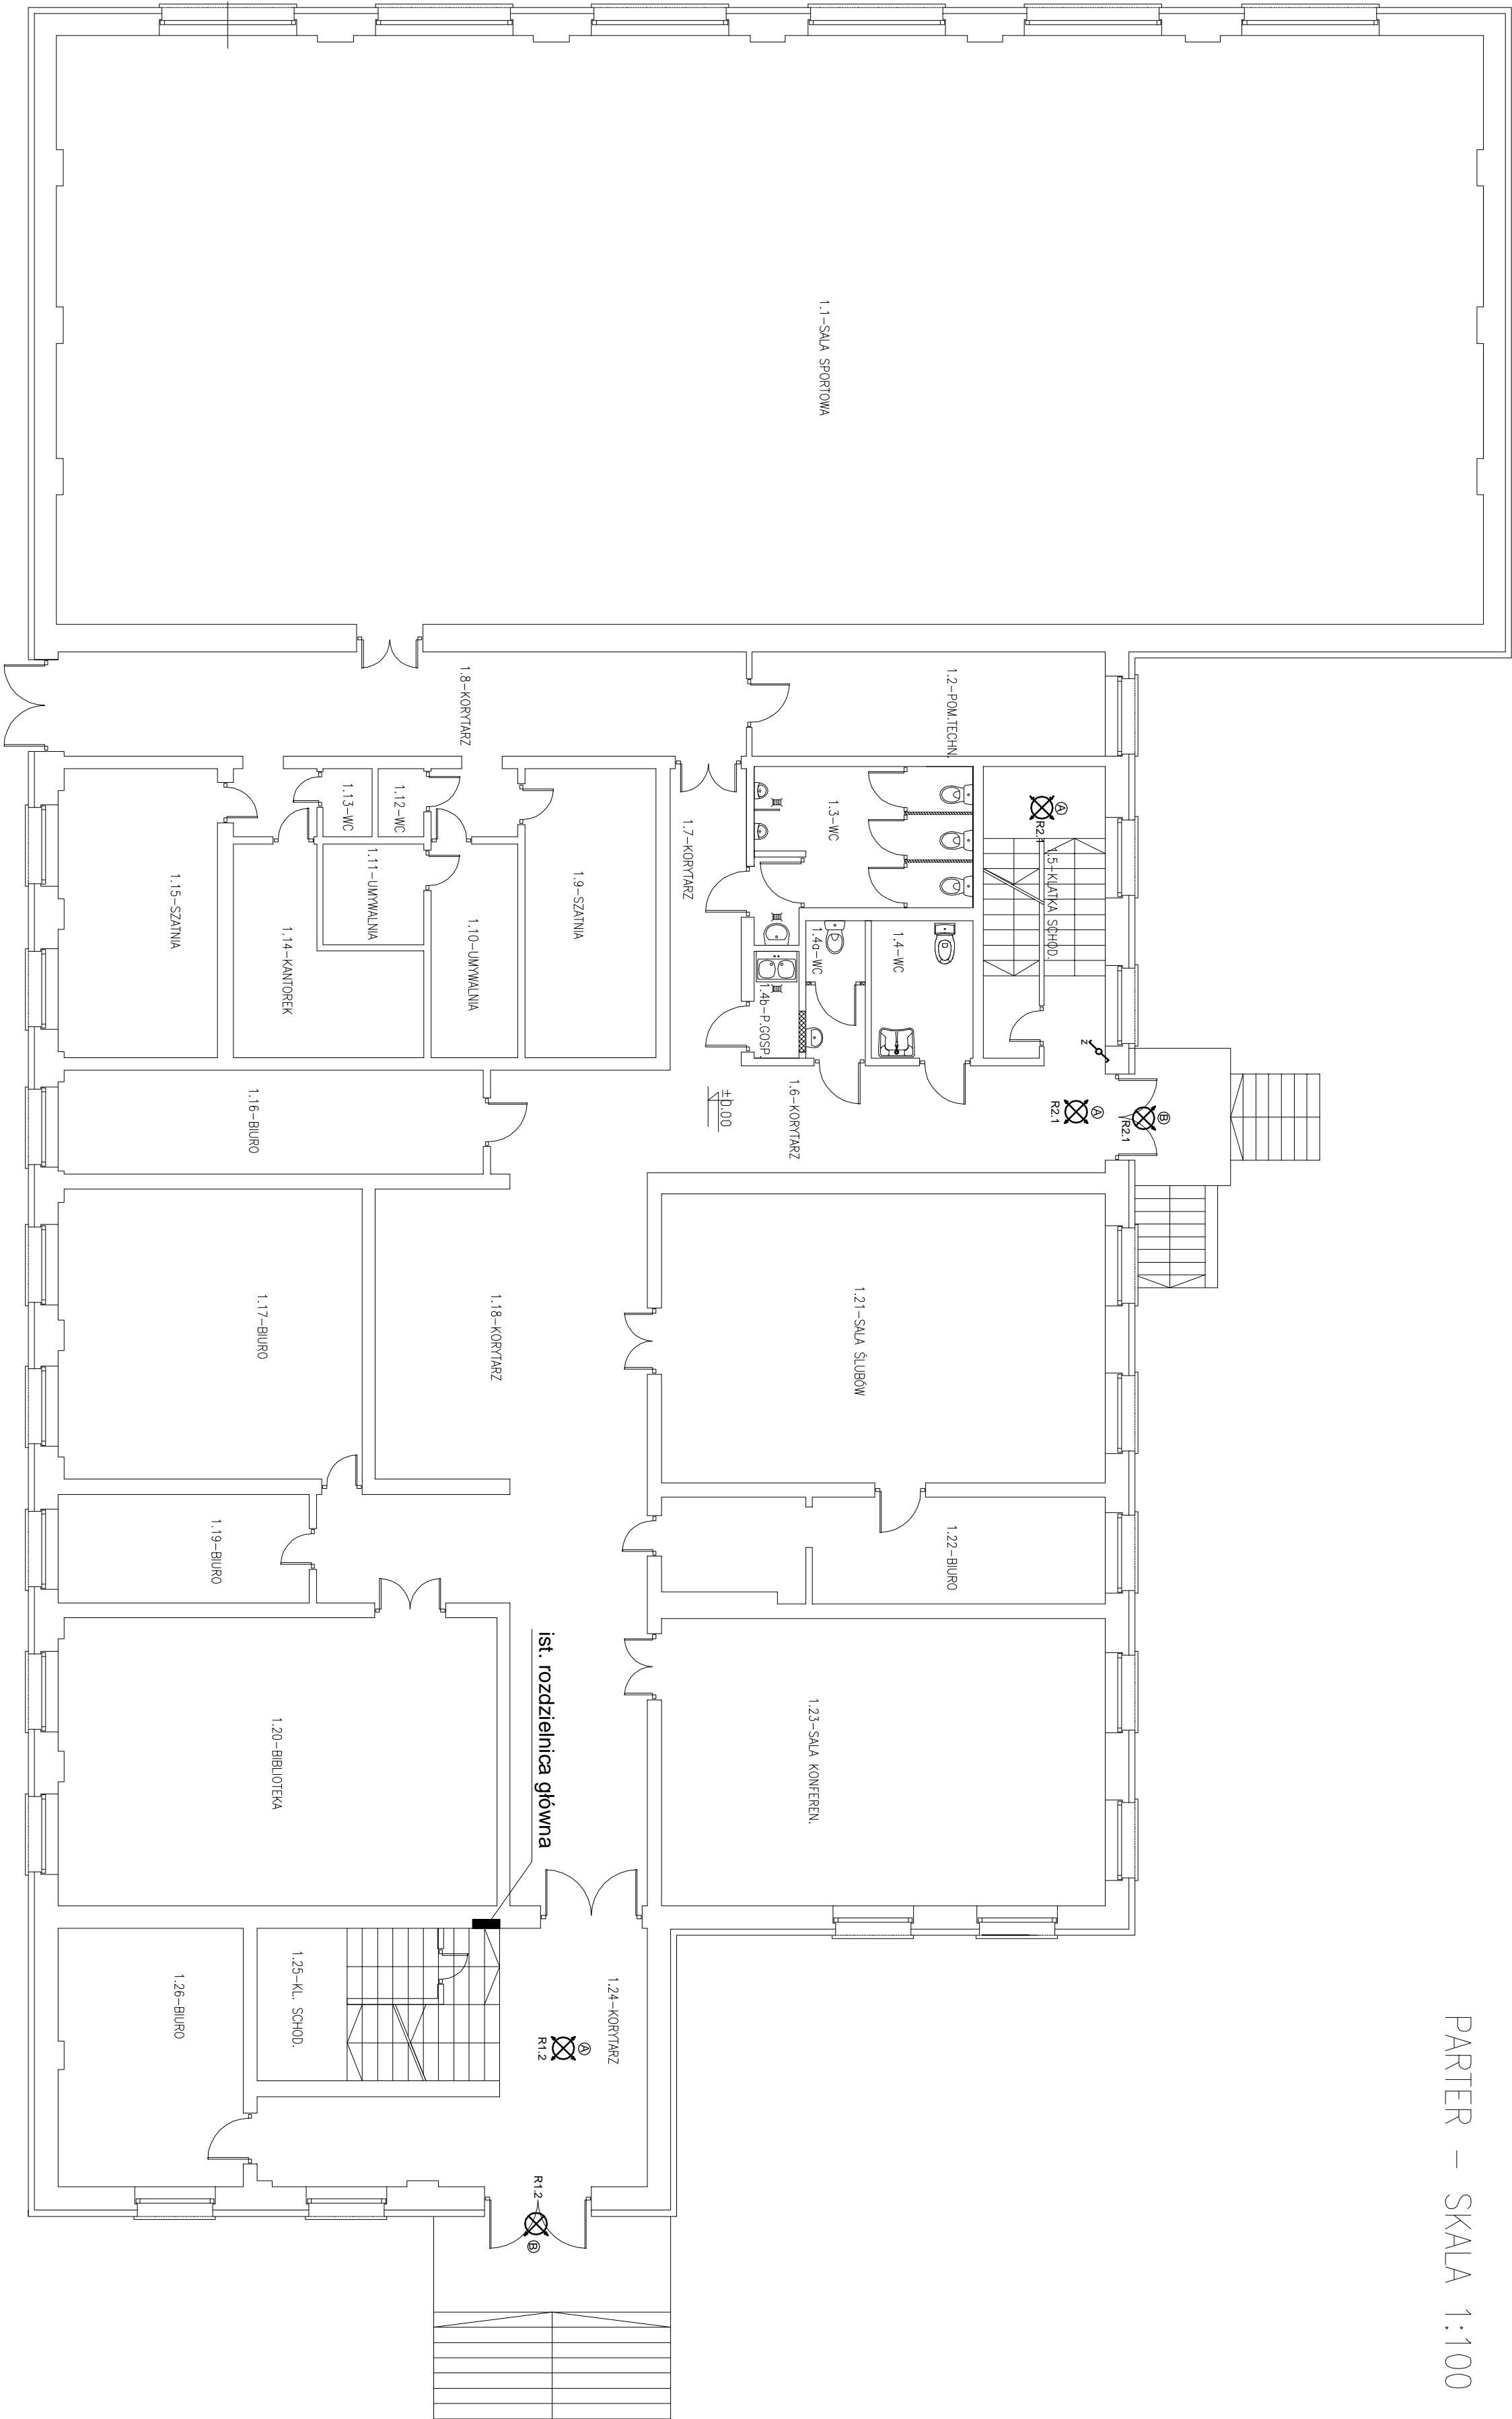 PARTER – SKALA 1:100
1.1-SALA SPORTOWA
1.2-POM.TECHN.
1.8-KORYTARZ
A
R2.1
1.5-KLATKA SCHOD.
1.3-WC
1.7-KORYTARZ
1.9-SZATNIA
1.12-WC
1.13-WC
1.11-UMYWALNIA
1.10-UMYWALNIA
1.14-KANTOREK
1.15-SZATNIA
1.4-WC
1.4a-WC
1.4b-P.GOSP.
z
B
R2.1
A
R2.1
1.6-KORYTARZ
±0.00
1.16-BIURO
1.21-SALA ŚLUBÓW
1.18-KORYTARZ
1.17-BIURO
1.22-BIURO
1.19-BIURO
1.23-SALA KONFEREN.
ist. rozdzielnica główna
1.20-BIBLIOTEKA
1.24-KORYTARZ
A
R1.2
1.25-KL. SCHOD.
1.26-BIURO
R1.2
B